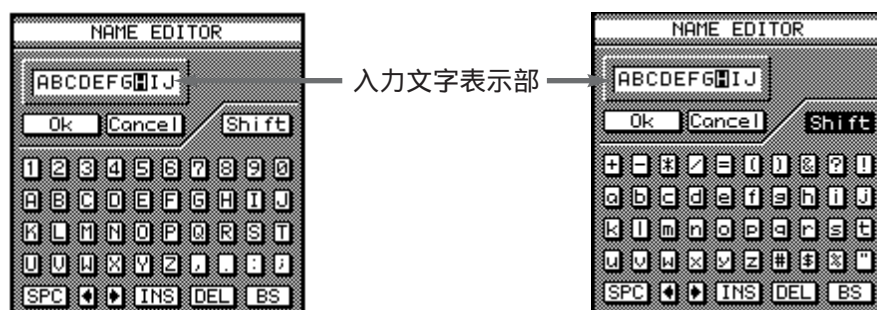 NAME EDITOR
ABCDEFGHIJ
Ok Cancel Shift
1 2 3 4 5 6 7 8 9 0
A B C D E F G H I J
K L M N O P Q R S T
U V W X Y Z , . : ;
SPC INS DEL BS
入力文字表示部
NAME EDITOR
ABCDEFGHIJ
Ok Cancel Shift
+ - * / = ( ) & ? !
a b c d e f g h i j
k l m n o p q r s t
u v w x y z # $ % "
SPC INS DEL BS